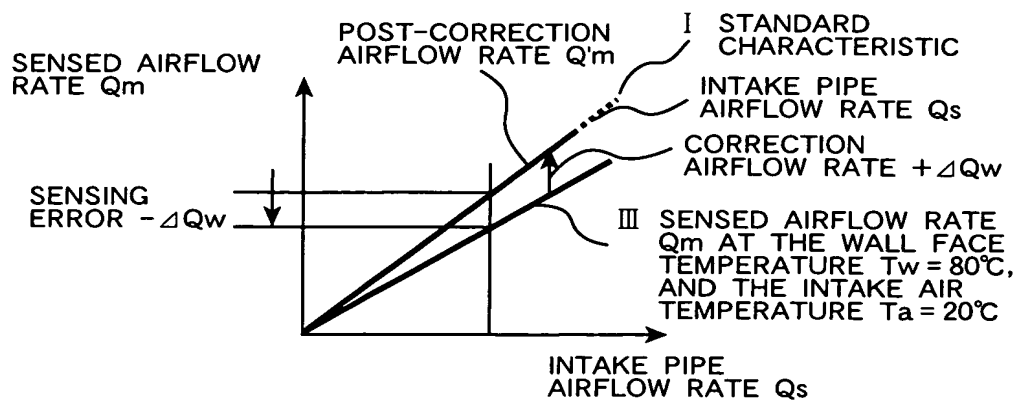 SENSED AIRFLOW
RATE Qm
POST-CORRECTION
AIRFLOW RATE Q'm
I STANDARD
CHARACTERISTIC
INTAKE PIPE
AIRFLOW RATE Qs
CORRECTION
AIRFLOW RATE +⊿Qw
SENSING
ERROR -⊿Qw
III SENSED AIRFLOW RATE
Qm AT THE WALL FACE
TEMPERATURE Tw = 80℃,
AND THE INTAKE AIR
TEMPERATURE Ta = 20℃
INTAKE PIPE
AIRFLOW RATE Qs